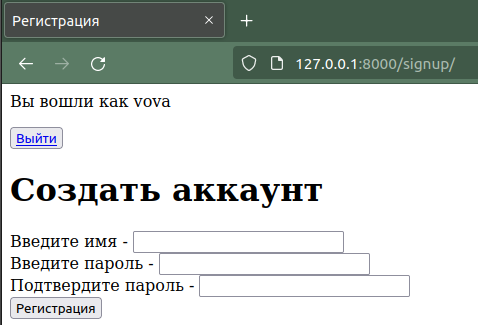 Регистрация
127.0.0.1:8000/signup/
Вы вошли как vova
Выйти
Создать аккаунт
Введите имя -
Введите пароль -
Подтвердите пароль -
Регистрация